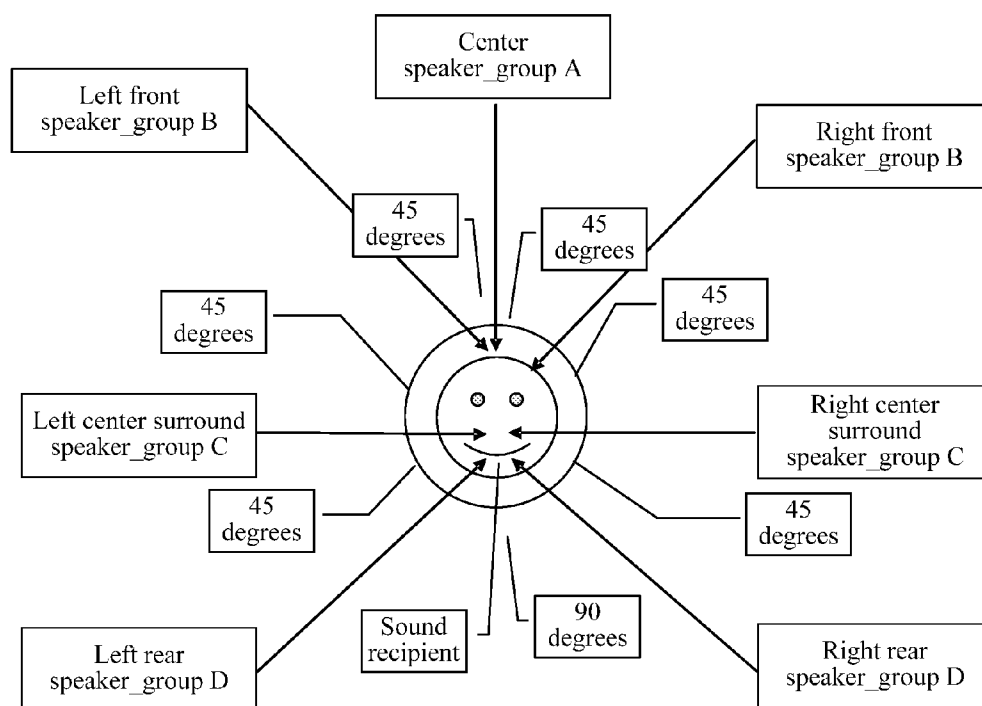 Center
speaker_group A
Left front
speaker_group B
Right front
speaker_group B
45
degrees
45
degrees
45
degrees
45
degrees
Left center surround
speaker_group C
Right center
surround
speaker_group C
45
degrees
45
degrees
Sound
recipient
90
degrees
Left rear
speaker_group D
Right rear
speaker_group D